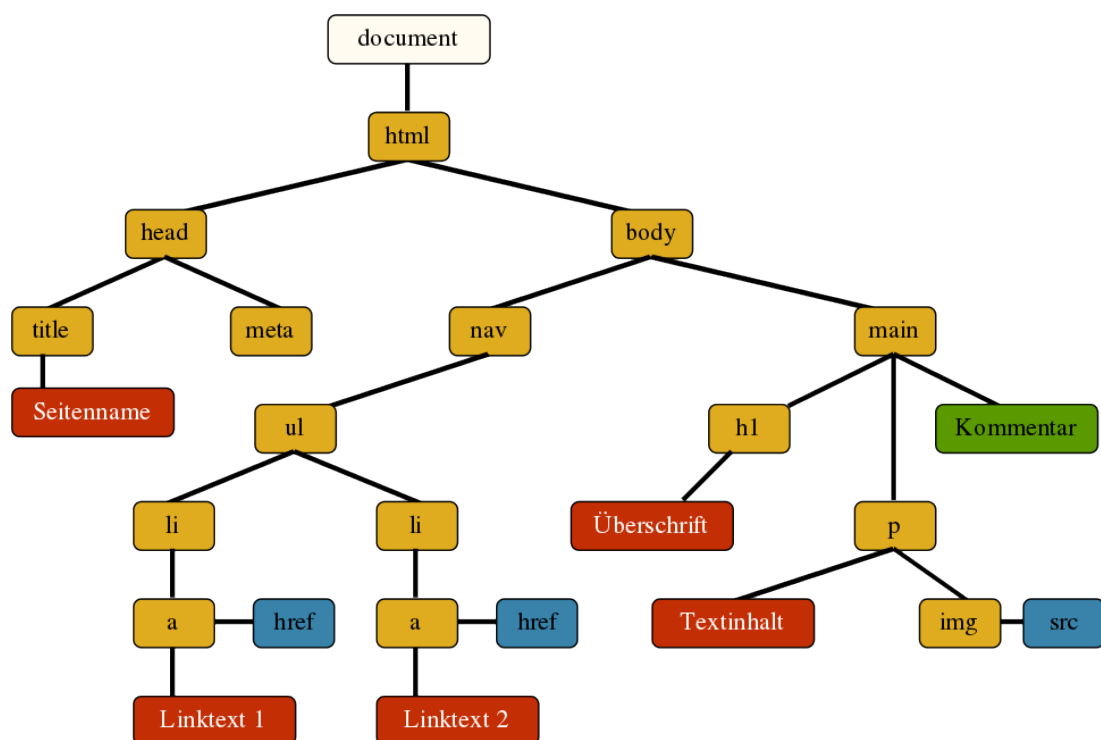 document
html
head
body
title
meta
nav
main
Seitenname
ul
h1
Kommentar
li
li
Überschrift
p
a
href
a
href
Textinhalt
img
src
Linktext 1
Linktext 2